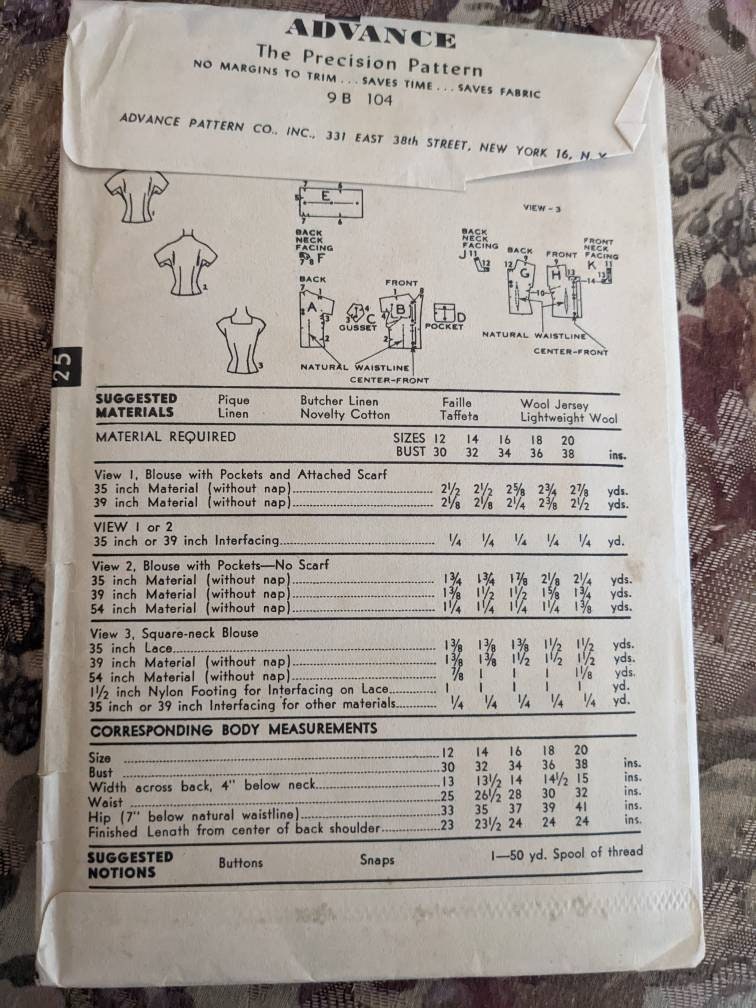 ADVANCE
The Precision Pattern
NO MARGINS TO TRIM ... SAVES TIME ... SAVES FABRIC
9B 104
ADVANCE PATTERN CO., INC., 331 EAST 38th STREET, NEW YORK 16, N. Y.
1
2
3
25
E
BACK NECK FACING
F
BACK
A
GUSSET
C
FRONT
B
POCKET
D
NATURAL WAISTLINE
CENTER-FRONT
VIEW - 3
BACK NECK FACING
J
BACK
G
FRONT
H
FRONT NECK FACING
K
NATURAL WAISTLINE
CENTER-FRONT
SUGGESTED MATERIALS
Pique Butcher Linen Faille Wool Jersey
Linen Novelty Cotton Taffeta Lightweight Wool
MATERIAL REQUIRED SIZES 12 14 16 18 20
BUST 30 32 34 36 38 ins.
View 1, Blouse with Pockets and Attached Scarf
35 inch Material (without nap) 2½ 2½ 2⅝ 2¾ 2⅞ yds.
39 inch Material (without nap) 2⅛ 2⅛ 2¼ 2⅜ 2½ yds.
VIEW 1 or 2
35 inch or 39 inch Interfacing ¼ ¼ ¼ ¼ ¼ yd.
View 2, Blouse with Pockets—No Scarf
35 inch Material (without nap) 1¾ 1¾ 1⅞ 2⅛ 2¼ yds.
39 inch Material (without nap) 1⅜ 1½ 1½ 1⅝ 1¾ yds.
54 inch Material (without nap) 1¼ 1¼ 1¼ 1¼ 1⅜ yds.
View 3, Square-neck Blouse
35 inch Lace 1⅜ 1⅜ 1⅜ 1½ 1½ yds.
39 inch Material (without nap) 1⅜ 1⅜ 1½ 1½ 1½ yds.
54 inch Material (without nap) ⅞ 1 1 1 1⅛ yds.
1½ inch Nylon Footing for Interfacing on Lace 1 1 1 1 1 yd.
35 inch or 39 inch Interfacing for other materials ¼ ¼ ¼ ¼ ¼ yd.
CORRESPONDING BODY MEASUREMENTS
Size 12 14 16 18 20
Bust 30 32 34 36 38 ins.
Width across back, 4" below neck 13 13½ 14 14½ 15 ins.
Waist 25 26½ 28 30 32 ins.
Hip (7" below natural waistline) 33 35 37 39 41 ins.
Finished Length from center of back shoulder 23 23½ 24 24 24 ins.
SUGGESTED NOTIONS Buttons Snaps 1—50 yd. Spool of thread